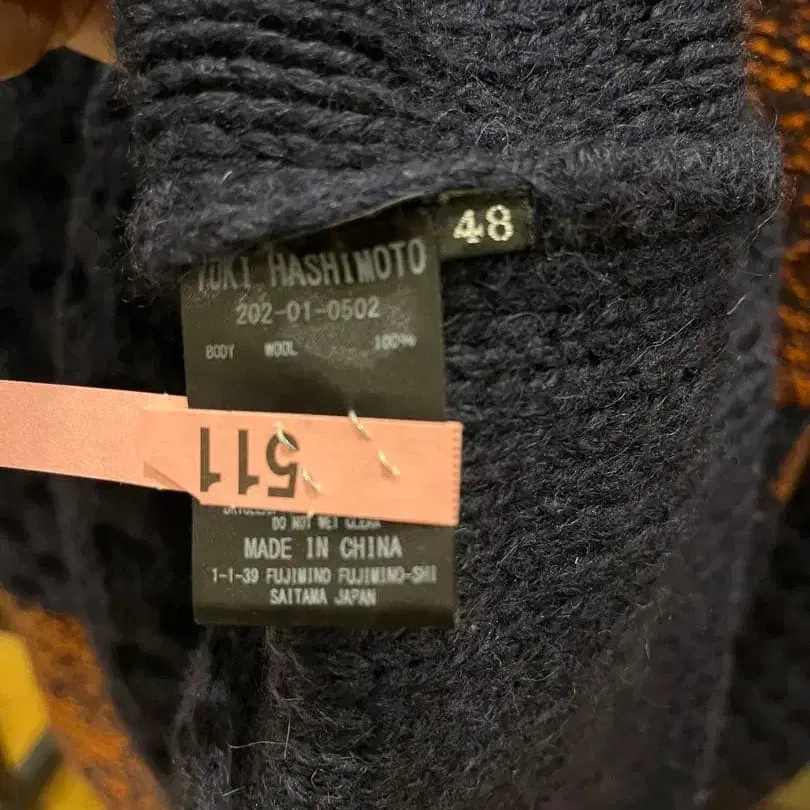 48
YUKI HASHIMOTO
202-01-0502
BODY WOOL 100%
511
DO NOT WET CLEAN
MADE IN CHINA
1-1-39 FUJIMINO FUJIMINO-SHI
SAITAMA JAPAN